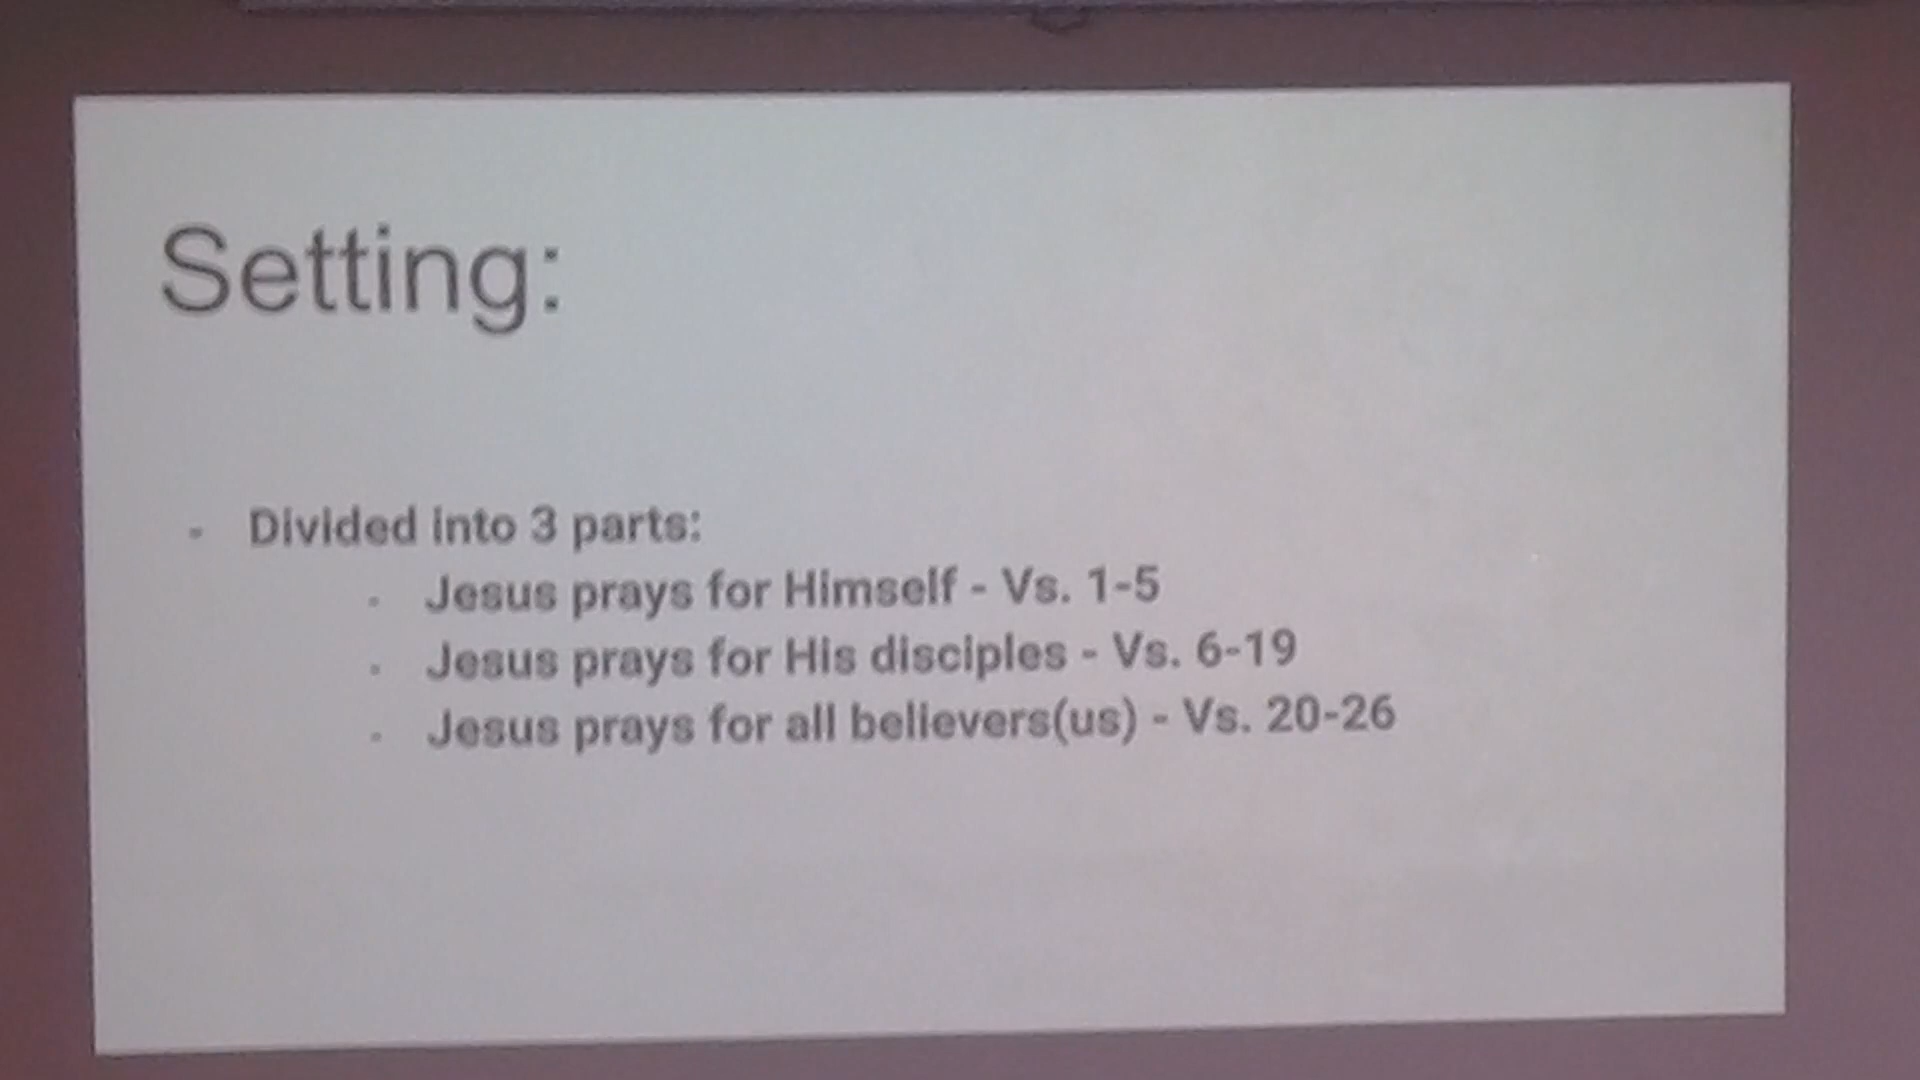 Setting:
- Divided into 3 parts:
- Jesus prays for Himself - Vs. 1-5
- Jesus prays for His disciples - Vs. 6-19
- Jesus prays for all believers(us) - Vs. 20-26